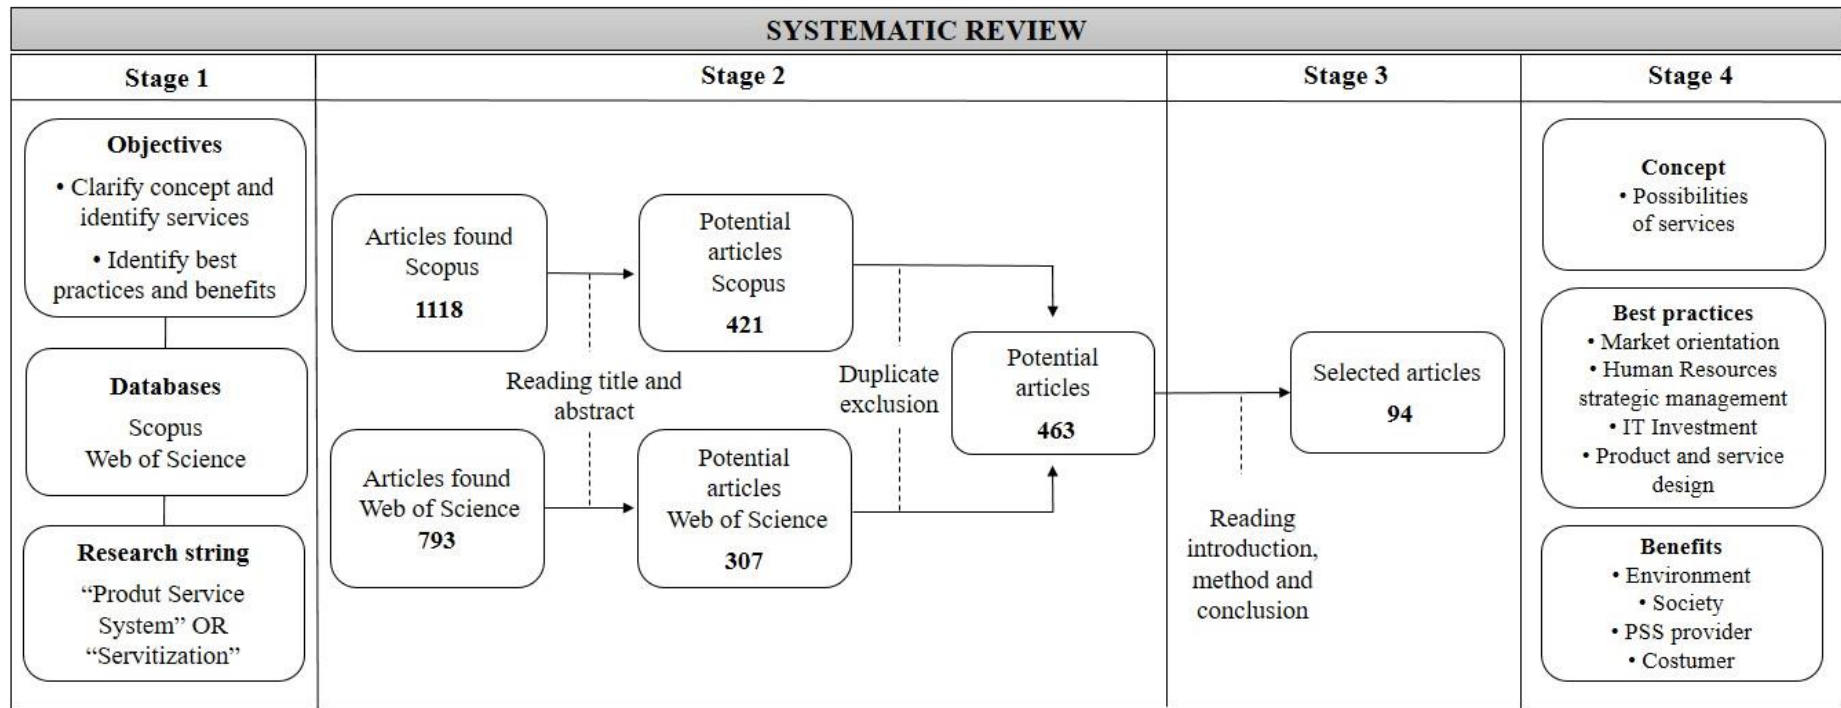 SYSTEMATIC REVIEW
Stage 1
Objectives
• Clarify concept and
identify services
• Identify best
practices and benefits
Databases
Scopus
Web of Science
Research string
“Produt Service
System” OR
“Servitization”
Stage 2
Articles found
Scopus
1118
Articles found
Web of Science
793
Reading title and
abstract
Potential
articles
Scopus
421
Potential
articles
Web of Science
307
Duplicate
exclusion
Potential
articles
463
Stage 3
Reading
introduction,
method and
conclusion
Selected articles
94
Stage 4
Concept
• Possibilities
of services
Best practices
• Market orientation
• Human Resources
strategic management
• IT Investment
• Product and service
design
Benefits
• Environment
• Society
• PSS provider
• Costumer